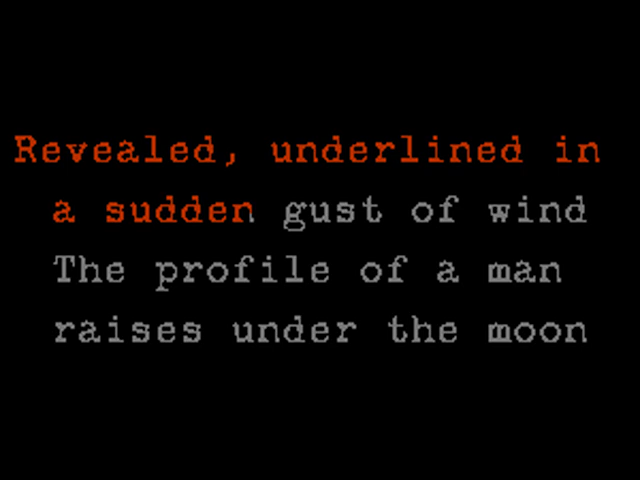 Revealed, underlined in
a sudden gust of wind
The profile of a man
raises under the moon